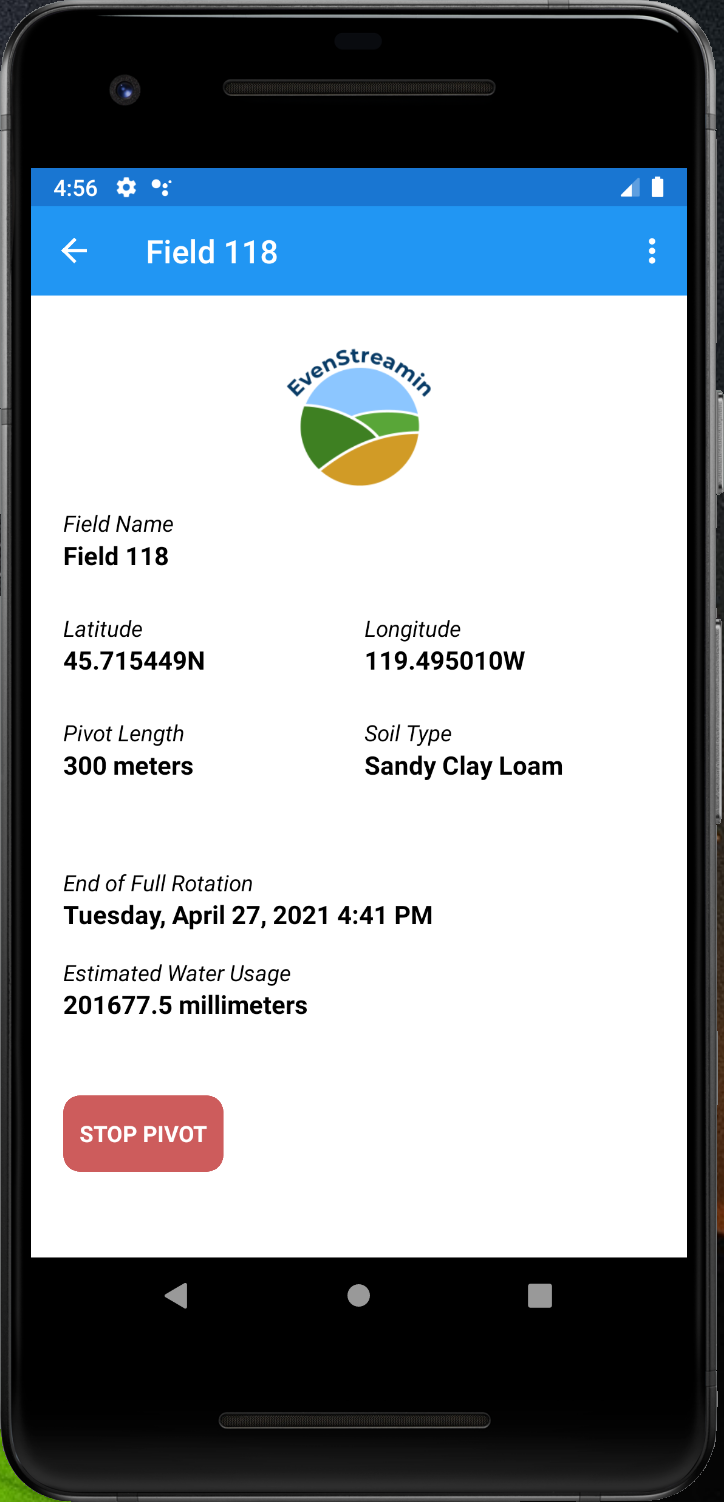 4:56
Field 118
EvenStreamin
Field Name
Field 118
Latitude
Longitude
45.715449N
119.495010W
Pivot Length
Soil Type
300 meters
Sandy Clay Loam
End of Full Rotation
Tuesday, April 27, 2021 4:41 PM
Estimated Water Usage
201677.5 millimeters
STOP PIVOT